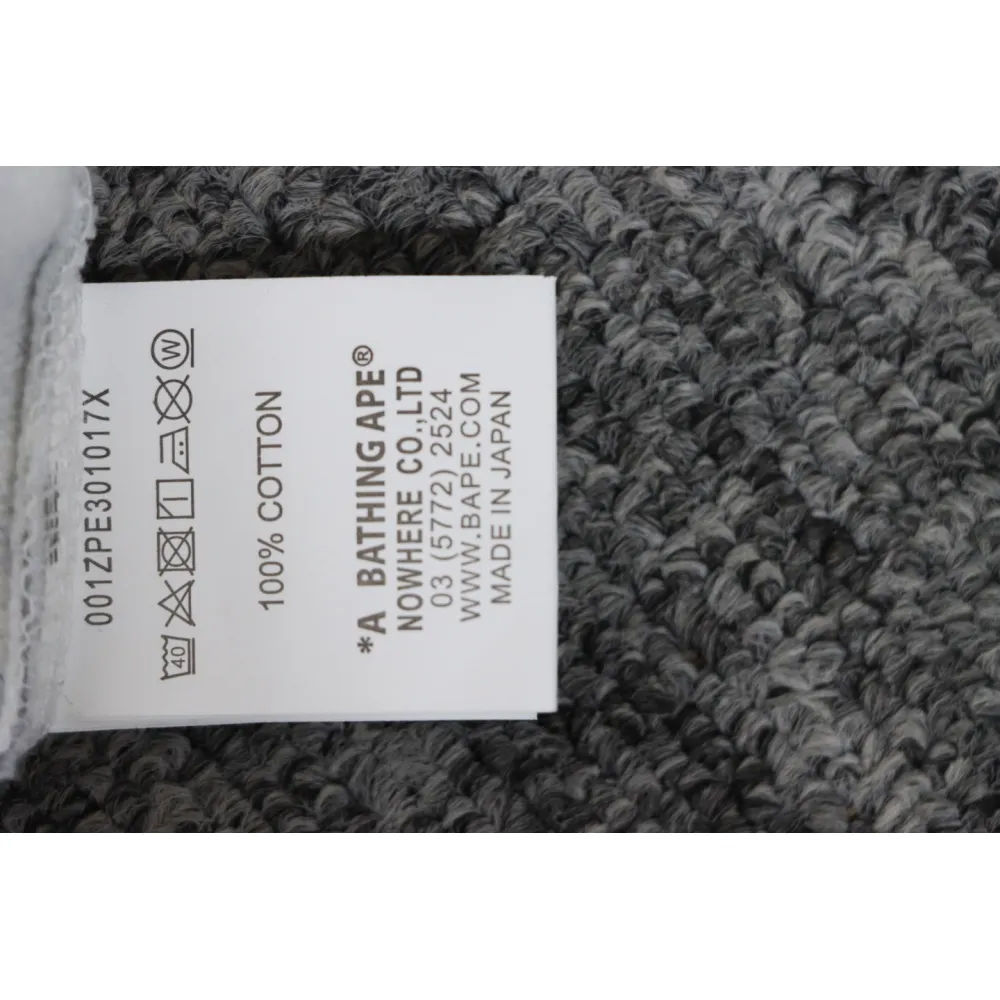 001ZPE301017X
40 W
100% COTTON
*A BATHING APE®
NOWHERE CO.,LTD
03 (5772) 2524
WWW.BAPE.COM
MADE IN JAPAN